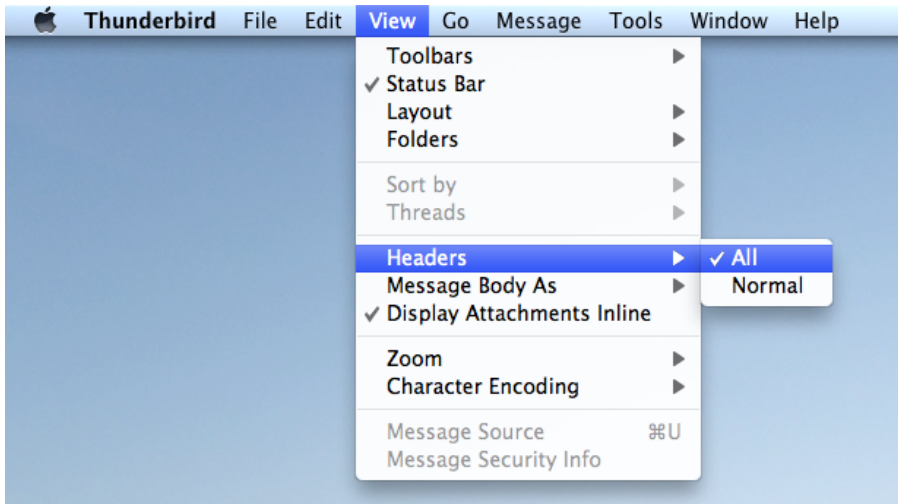 Thunderbird File Edit View Go Message Tools Window Help
Toolbars
✓ Status Bar
Layout
Folders
Sort by
Threads
Headers
✓ All
Normal
Message Body As
✓ Display Attachments Inline
Zoom
Character Encoding
Message Source ⌘U
Message Security Info